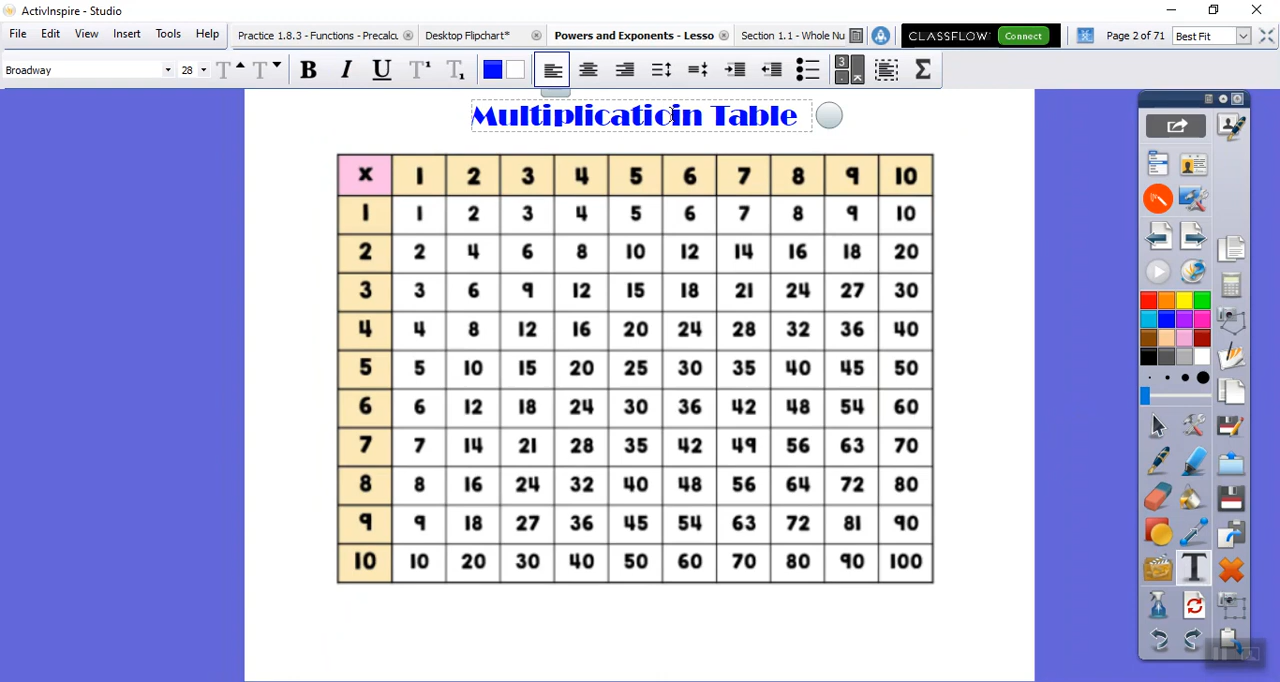 ActivInspire - Studio
File Edit View Insert Tools Help
Practice 1.8.3 - Functions - Precalcu Desktop Flipchart* Powers and Exponents - Lesso Section 1.1 - Whole Nu
CLASSFLOW Connect
Page 2 of 71 Best Fit
Broadway 28
Multiplication Table
x 1 2 3 4 5 6 7 8 9 10
1 1 2 3 4 5 6 7 8 9 10
2 2 4 6 8 10 12 14 16 18 20
3 3 6 9 12 15 18 21 24 27 30
4 4 8 12 16 20 24 28 32 36 40
5 5 10 15 20 25 30 35 40 45 50
6 6 12 18 24 30 36 42 48 54 60
7 7 14 21 28 35 42 49 56 63 70
8 8 16 24 32 40 48 56 64 72 80
9 9 18 27 36 45 54 63 72 81 90
10 10 20 30 40 50 60 70 80 90 100